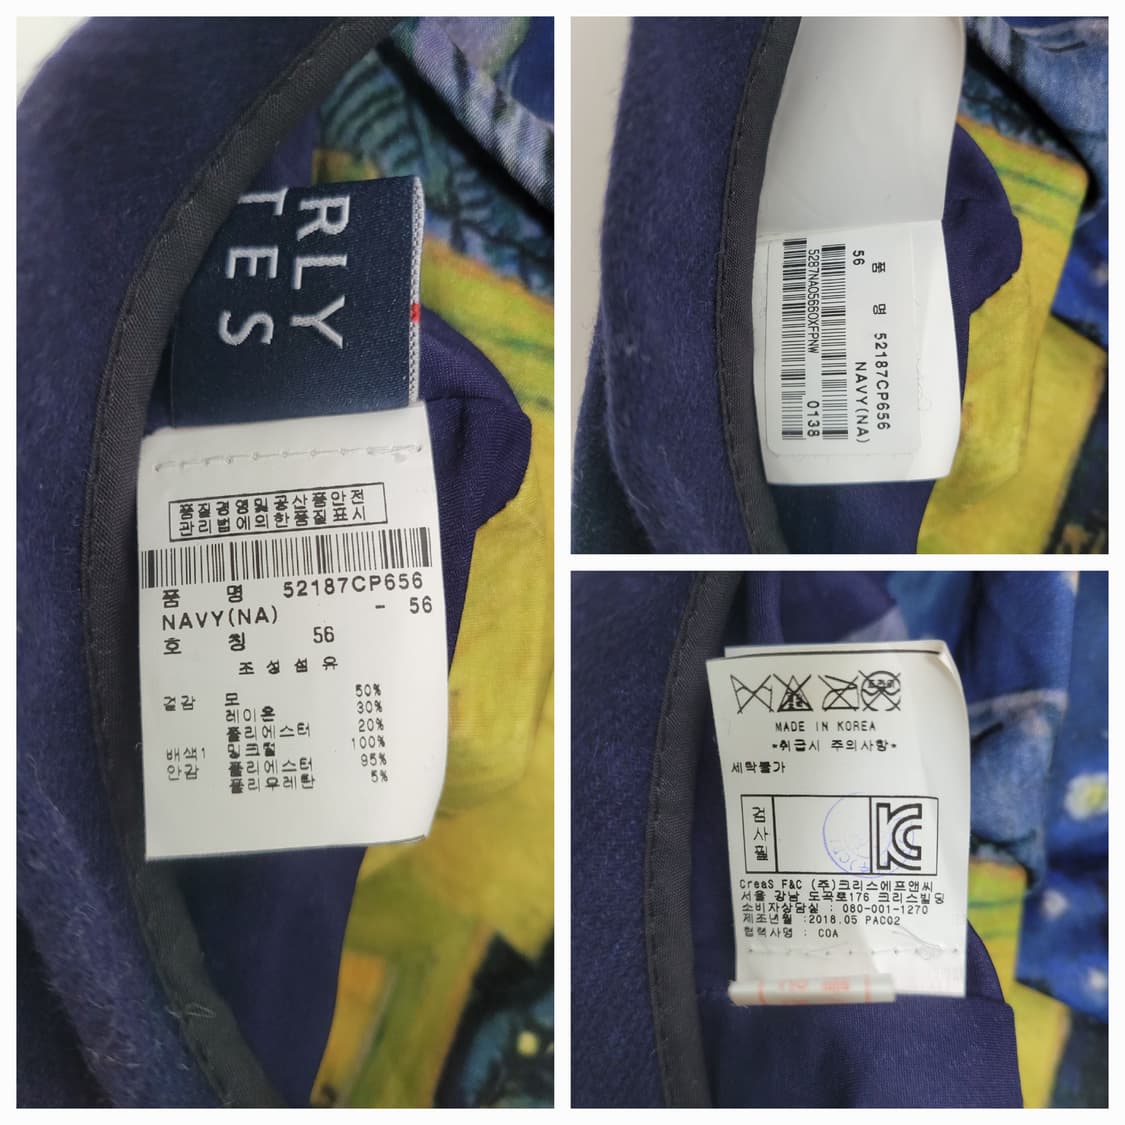 RLY
TES
품질경영및공산품안전
관리법에의한품질표시
품 명 52187CP656
NAVY(NA) - 56
호 칭 56
조 성 섬 유
겉감 모 50%
레이온 30%
폴리에스터 20%
배색1 밍크털 100%
안감 폴리에스터 95%
폴리우레탄 5%
품 명 52187CP656
56 NAVY(NA)
5287NA05660XFPNW 0138
MADE IN KOREA
*취급시 주의사항*
세탁불가
검사필
KC
CreaS F&C (주)크리스에프앤씨
서울 강남 도곡로176 크리스빌딩
소비자상담실 : 080-001-1270
제조년월 :2018.05 PAC02
협력사명 : COA